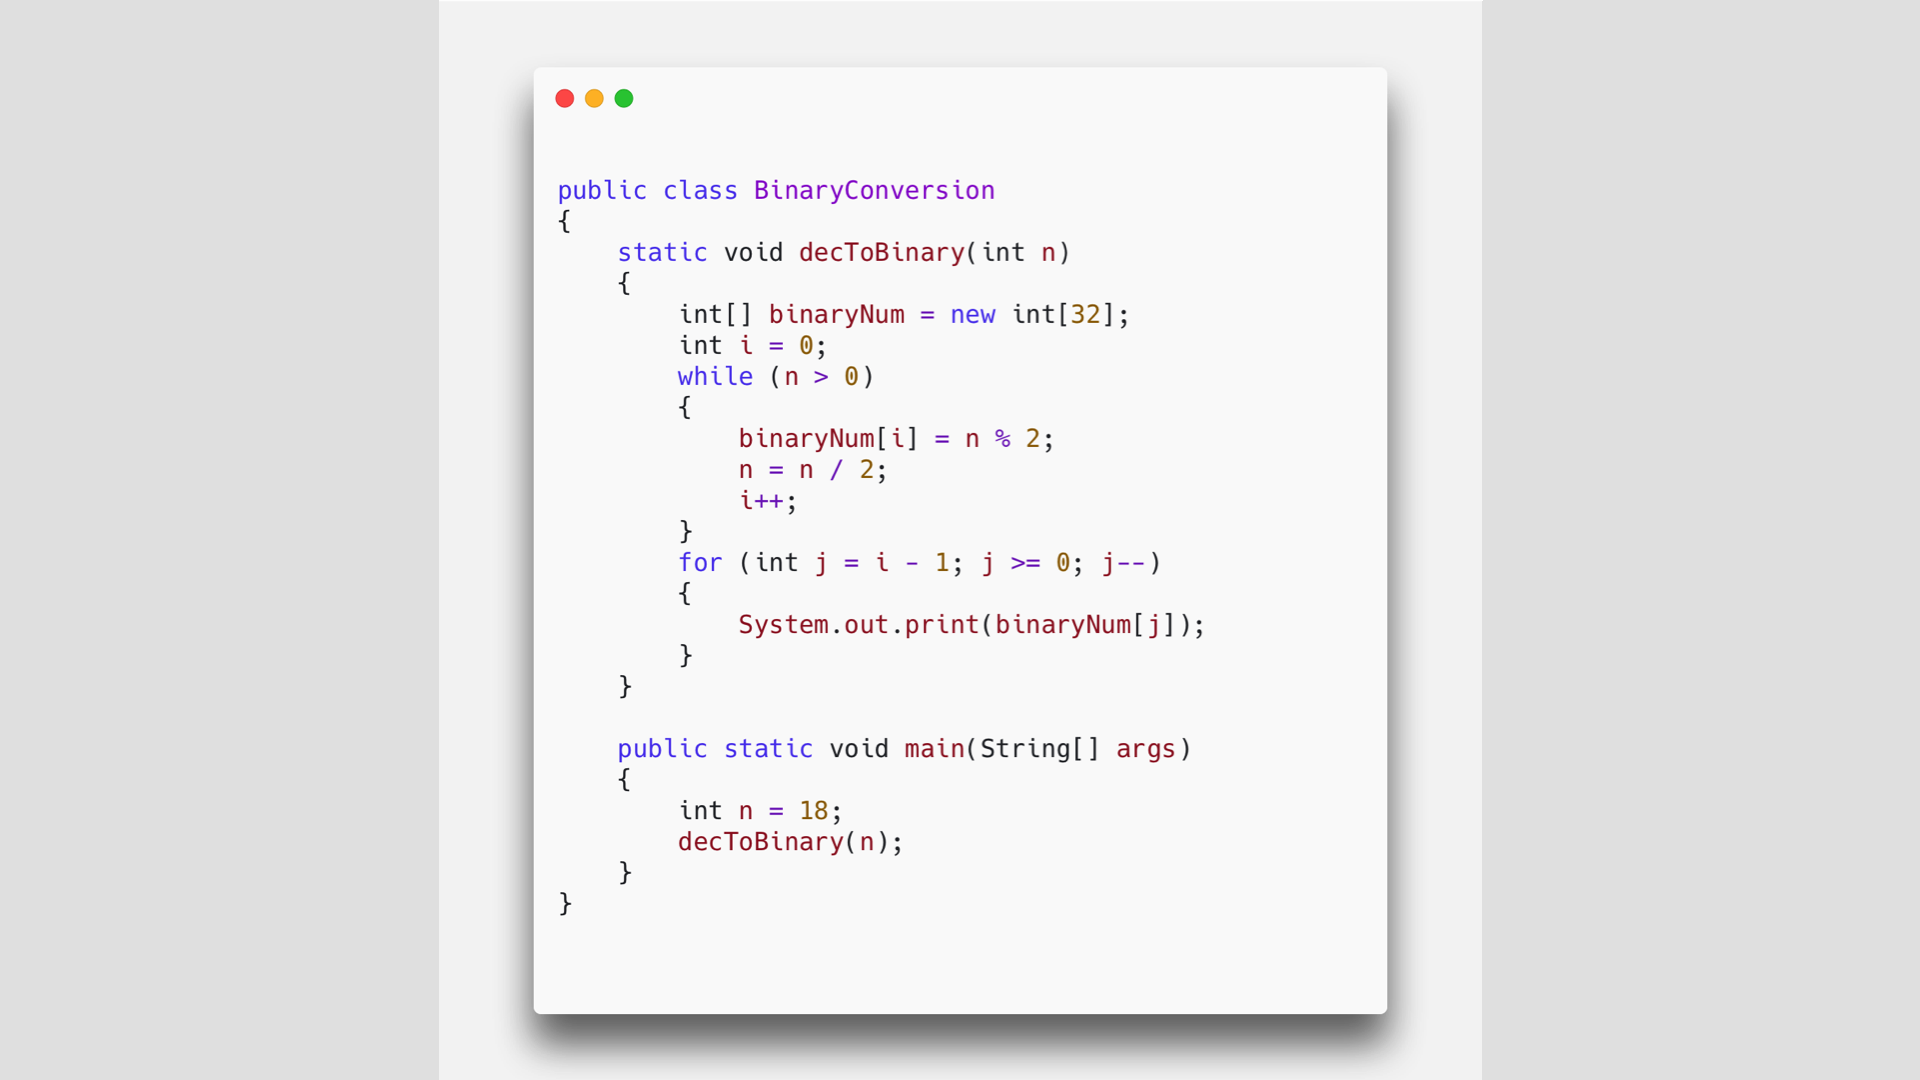 public class BinaryConversion
{
    static void decToBinary(int n)
    {
        int[] binaryNum = new int[32];
        int i = 0;
        while (n > 0)
        {
            binaryNum[i] = n % 2;
            n = n / 2;
            i++;
        }
        for (int j = i - 1; j >= 0; j--)
        {
            System.out.print(binaryNum[j]);
        }
    }

    public static void main(String[] args)
    {
        int n = 18;
        decToBinary(n);
    }
}